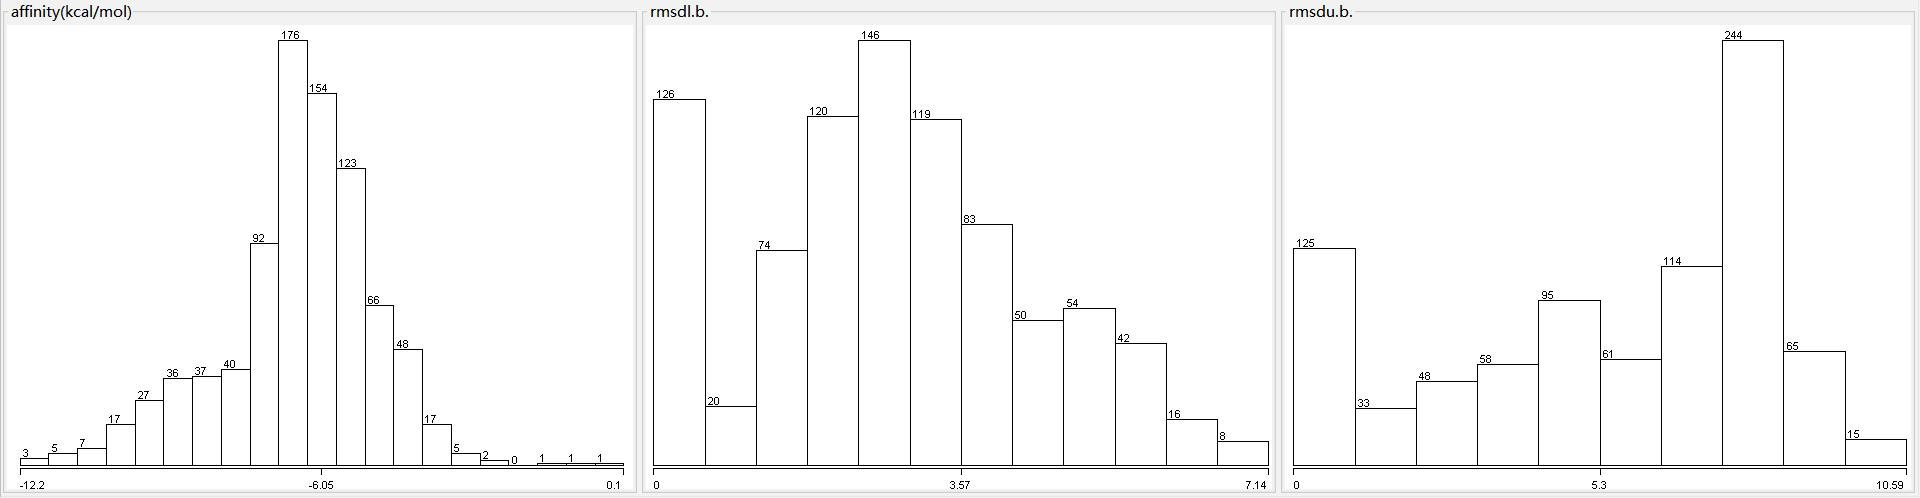 affinity(kcal/mol)
3 5 7 17 27 36 37 40 92 176 154 123 66 48 17 5 2 0 1 1 1
-12.2 -6.05 0.1
rmsdl.b.
126 20 74 120 146 119 83 50 54 42 16 8
0 3.57 7.14
rmsdu.b.
125 33 48 58 95 61 114 244 65 15
0 5.3 10.59